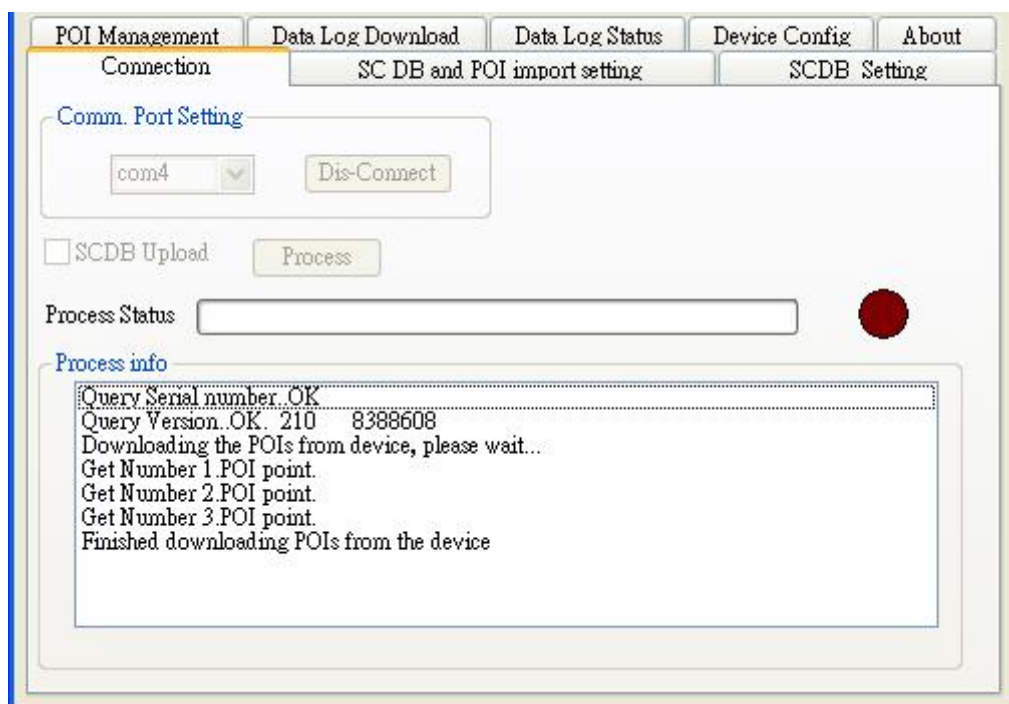 POI Management Data Log Download Data Log Status Device Config About
Connection SC DB and POI import setting SCDB Setting
Comm. Port Setting
com4 Dis-Connect
SCDB Upload Process
Process Status
Process info
Query Serial number..OK
Query Version..OK. 210 8388608
Downloading the POIs from device, please wait...
Get Number 1.POI point.
Get Number 2.POI point.
Get Number 3.POI point.
Finished downloading POIs from the device